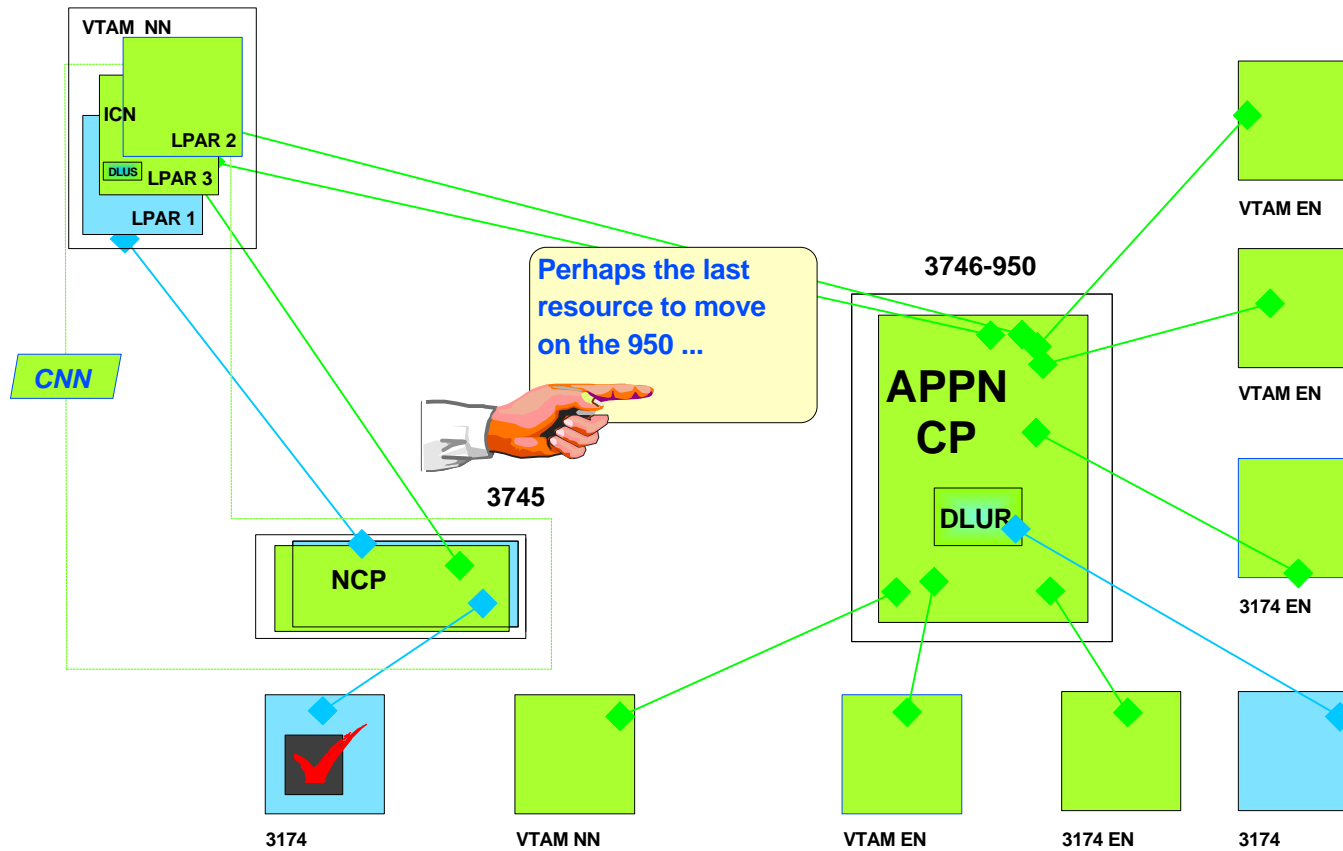 VTAM NN
ICN
LPAR 2
DLUS
LPAR 3
LPAR 1
Perhaps the last
resource to move
on the 950 ...
3746-950
VTAM EN
CNN
APPN
CP
VTAM EN
3745
DLUR
NCP
3174 EN
3174
VTAM NN
VTAM EN
3174 EN
3174